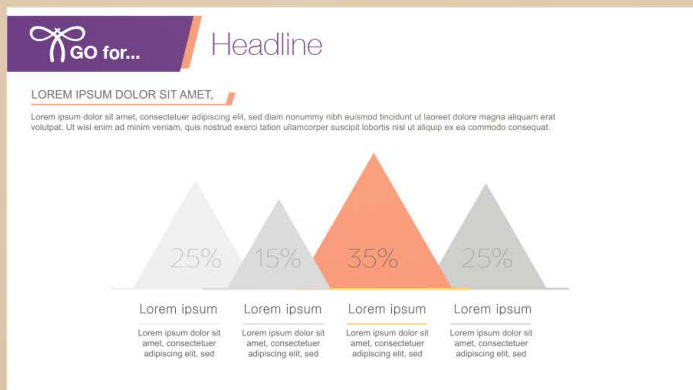 GO for...
Headline
LOREM IPSUM DOLOR SIT AMET,
Lorem ipsum dolor sit amet, consectetuer adipiscing elit, sed diam nonummy nibh euismod tincidunt ut laoreet dolore magna aliquam erat
volutpat. Ut wisi enim ad minim veniam, quis nostrud exerci tation ullamcorper suscipit lobortis nisl ut aliquip ex ea commodo consequat.
25% 15% 35% 25%
Lorem ipsum Lorem ipsum Lorem ipsum Lorem ipsum
Lorem ipsum dolor sit Lorem ipsum dolor sit Lorem ipsum dolor sit Lorem ipsum dolor sit
amet, consectetuer amet, consectetuer amet, consectetuer amet, consectetuer
adipiscing elit, sed adipiscing elit, sed adipiscing elit, sed adipiscing elit, sed